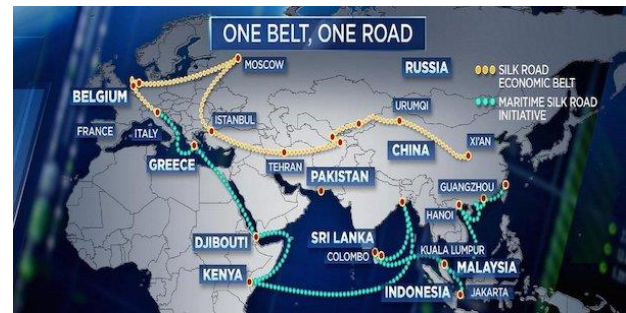 ONE BELT, ONE ROAD
MOSCOW
RUSSIA
SILK ROAD
ECONOMIC BELT
MARITIME SILK ROAD
INITIATIVE
BELGIUM
URUMQI
ISTANBUL
FRANCE
ITALY
XI'AN
CHINA
GREECE
TEHRAN
PAKISTAN
GUANGZHOU
HANOI
DJIBOUTI
SRI LANKA
COLOMBO
KUALA LUMPUR
MALAYSIA
KENYA
INDONESIA
JAKARTA